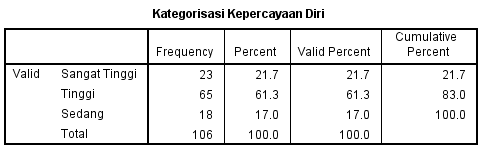 Kategorisasi Kepercayaan Diri
Frequency Percent Valid Percent Cumulative Percent
Valid Sangat Tinggi 23 21.7 21.7 21.7
Tinggi 65 61.3 61.3 83.0
Sedang 18 17.0 17.0 100.0
Total 106 100.0 100.0